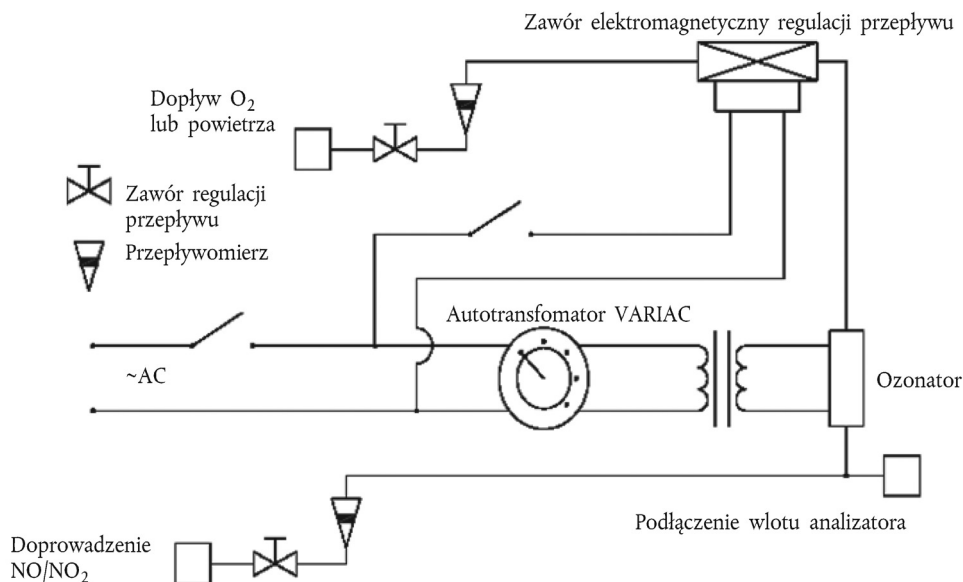 Zawór elektromagnetyczny regulacji przepływu
Dopływ O₂
lub powietrza
Zawór regulacji
przepływu
Przepływomierz
Autotransfomator VARIAC
~AC
Ozonator
Podłączenie wlotu analizatora
Doprowadzenie
NO/NO₂